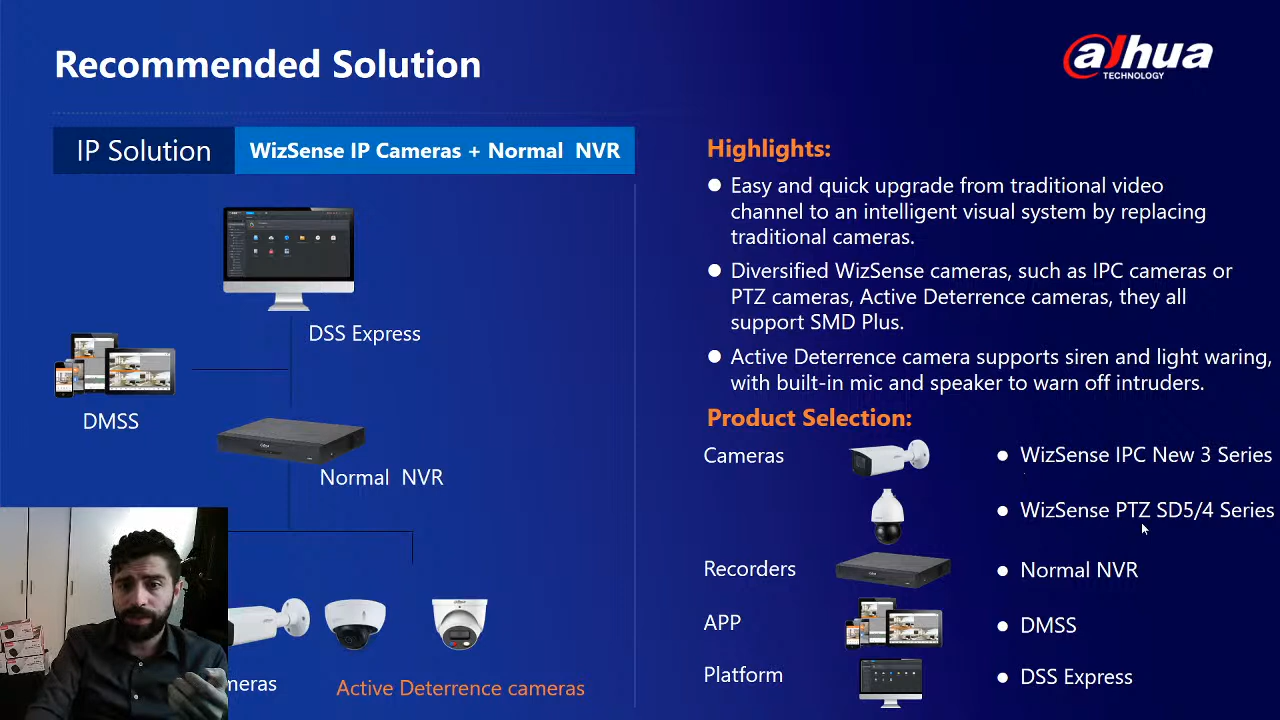 Recommended Solution
alhua
TECHNOLOGY
IP Solution
WizSense IP Cameras + Normal NVR
DSS Express
DMSS
Normal NVR
meras
Active Deterrence cameras
Highlights:
● Easy and quick upgrade from traditional video
channel to an intelligent visual system by replacing
traditional cameras.
● Diversified WizSense cameras, such as IPC cameras or
PTZ cameras, Active Deterrence cameras, they all
support SMD Plus.
● Active Deterrence camera supports siren and light waring,
with built-in mic and speaker to warn off intruders.
Product Selection:
Cameras
● WizSense IPC New 3 Series
● WizSense PTZ SD5/4 Series
Recorders
● Normal NVR
APP
● DMSS
Platform
● DSS Express